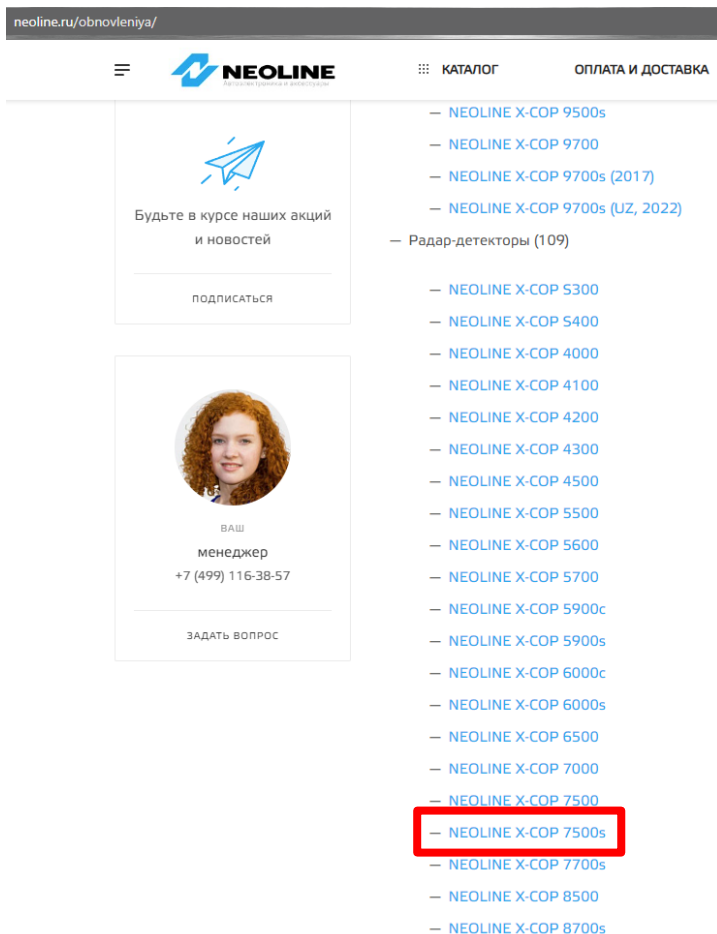 neoline.ru/obnovleniya/
NEOLINE
Автоэлектроника и аксессуары
КАТАЛОГ
ОПЛАТА И ДОСТАВКА
Будьте в курсе наших акций
и новостей
ПОДПИСАТЬСЯ
ВАШ
менеджер
+7 (499) 116-38-57
ЗАДАТЬ ВОПРОС
— NEOLINE X-COP 9500s
— NEOLINE X-COP 9700
— NEOLINE X-COP 9700s (2017)
— NEOLINE X-COP 9700s (UZ, 2022)
— Радар-детекторы (109)
— NEOLINE X-COP S300
— NEOLINE X-COP S400
— NEOLINE X-COP 4000
— NEOLINE X-COP 4100
— NEOLINE X-COP 4200
— NEOLINE X-COP 4300
— NEOLINE X-COP 4500
— NEOLINE X-COP 5500
— NEOLINE X-COP 5600
— NEOLINE X-COP 5700
— NEOLINE X-COP 5900c
— NEOLINE X-COP 5900s
— NEOLINE X-COP 6000c
— NEOLINE X-COP 6000s
— NEOLINE X-COP 6500
— NEOLINE X-COP 7000
— NEOLINE X-COP 7500
— NEOLINE X-COP 7500s
— NEOLINE X-COP 7700s
— NEOLINE X-COP 8500
— NEOLINE X-COP 8700s